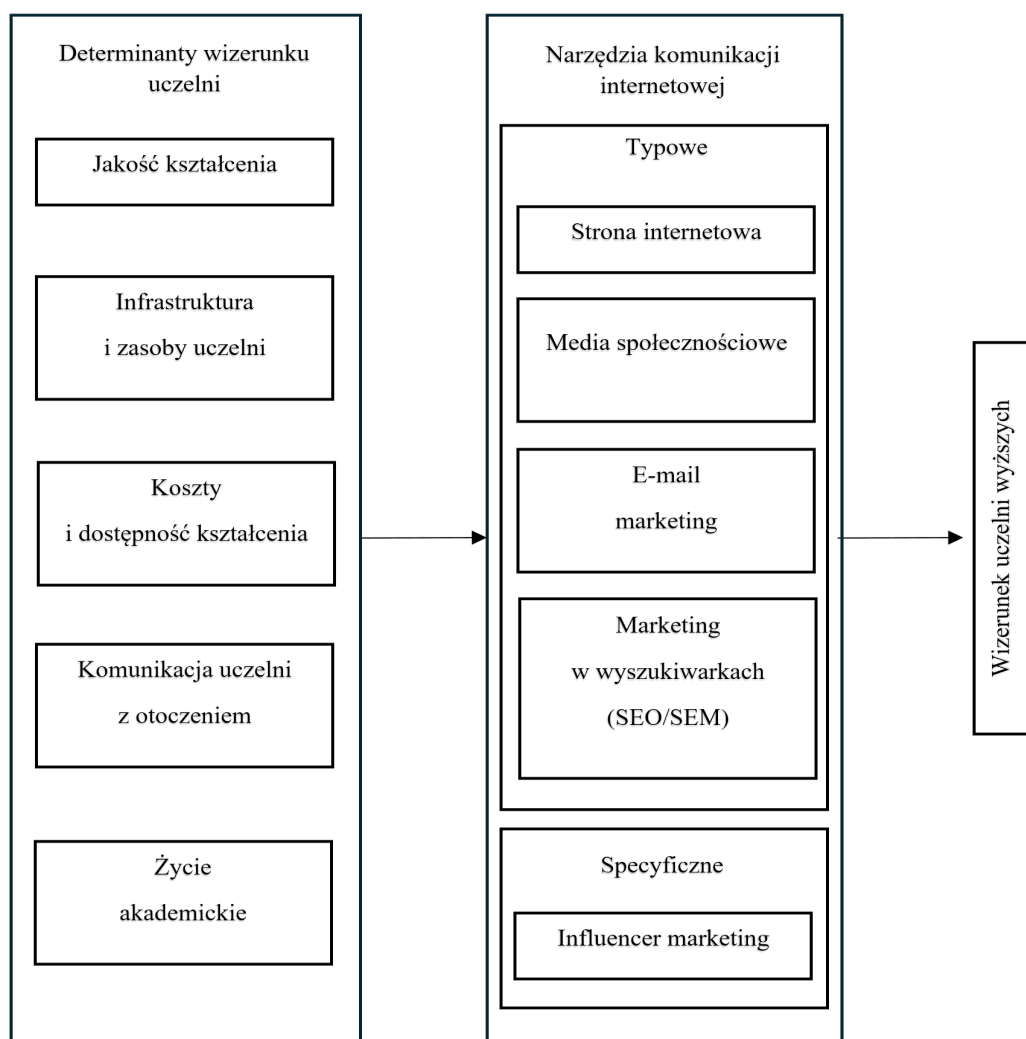 Determinanty wizerunku
uczelni
Jakość kształcenia
Infrastruktura
i zasoby uczelni
Koszty
i dostępność kształcenia
Komunikacja uczelni
z otoczeniem
Życie
akademickie
Narzędzia komunikacji
internetowej
Typowe
Strona internetowa
Media społecznościowe
E-mail
marketing
Marketing
w wyszukiwarkach
(SEO/SEM)
Specyficzne
Influencer marketing
Wizerunek uczelni wyższych